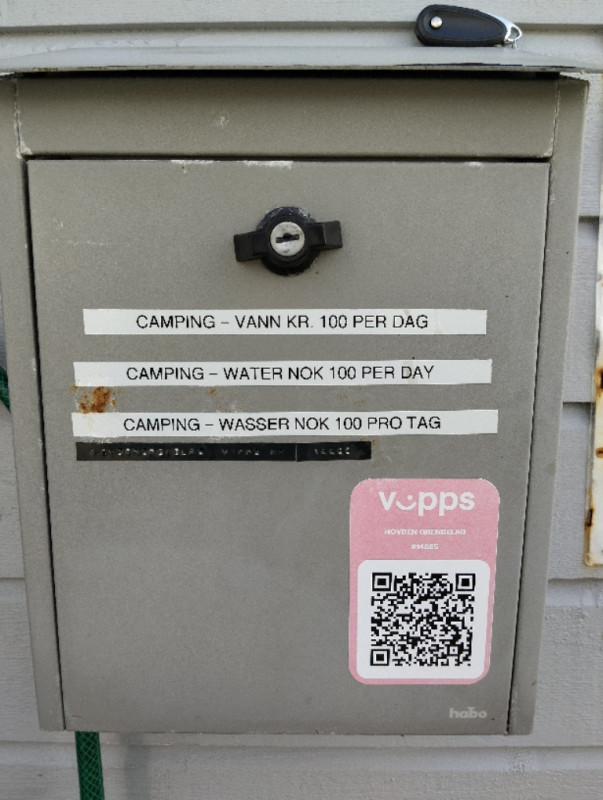 CAMPING – VANN KR. 100 PER DAG
CAMPING – WATER NOK 100 PER DAY
CAMPING – WASSER NOK 100 PRO TAG
vipps
habo